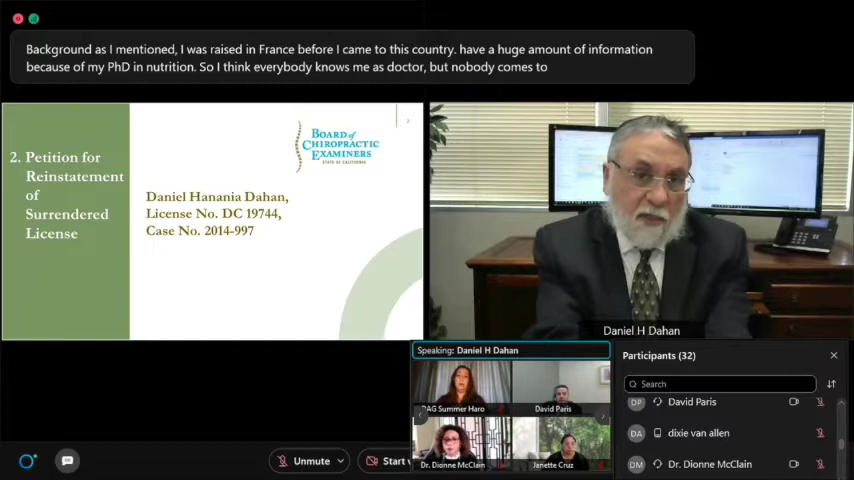 Background as I mentioned, I was raised in France before I came to this country. have a huge amount of information
because of my PhD in nutrition. So I think everybody knows me as doctor, but nobody comes to
2. Petition for
Reinstatement
of
Surrendered
License
2
BOARD of
CHIROPRACTIC
EXAMINERS
STATE OF CALIFORNIA
Daniel Hanania Dahan,
License No. DC 19744,
Case No. 2014-997
Daniel H Dahan
Speaking: Daniel H Dahan
DAG Summer Haro
David Paris
Dr. Dionne McClain
Janette Cruz
Participants (32)
Search
DP David Paris
DA dixie van allen
DM Dr. Dionne McClain
Unmute
Start v